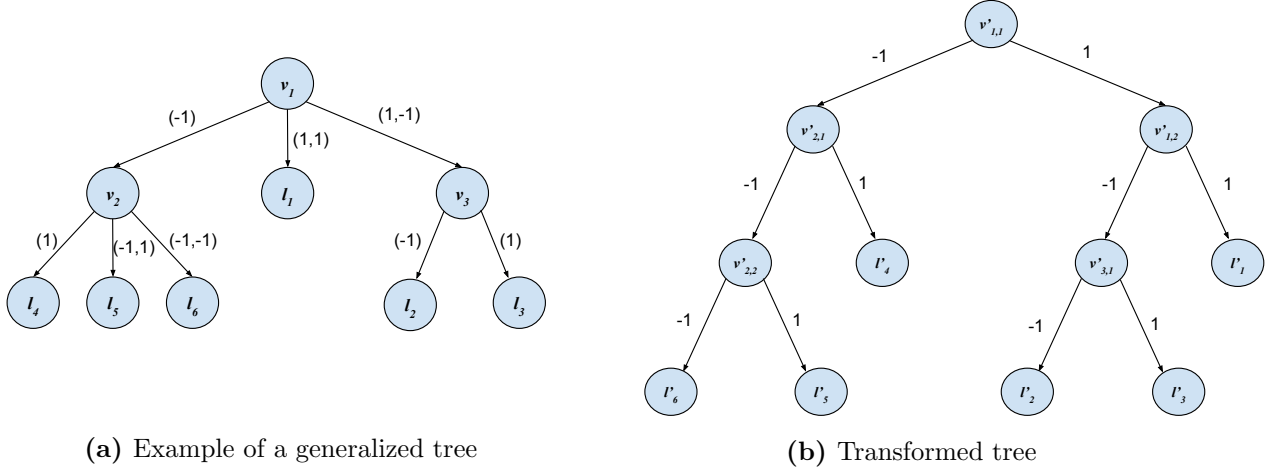 v'1,1
-1
1
v1
(-1)
(1,1)
(1,-1)
v'2,1
v'1,2
v2
l1
v3
-1
1
-1
1
(1)
(-1,1)
(-1,-1)
(-1)
(1)
v'2,2
l'4
v'3,1
l'1
l4
l5
l6
l2
l3
-1
1
-1
1
l'6
l'5
l'2
l'3
(a) Example of a generalized tree
(b) Transformed tree